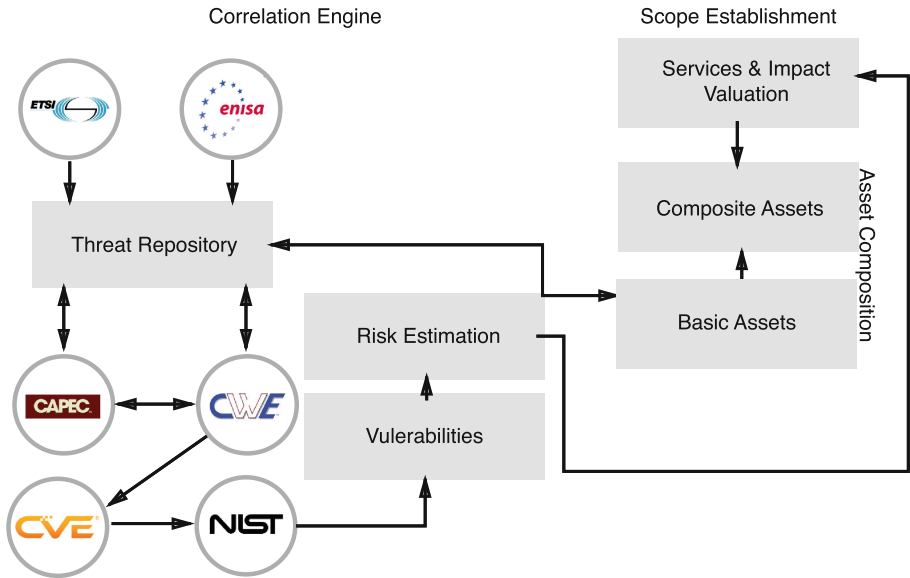 Correlation Engine
Scope Establishment
ETSI
enisa
Services & Impact
Valuation
Threat Repository
Composite Assets
Asset Composition
Basic Assets
Risk Estimation
CAPEC
CWE
Vulerabilities
CVE
NIST